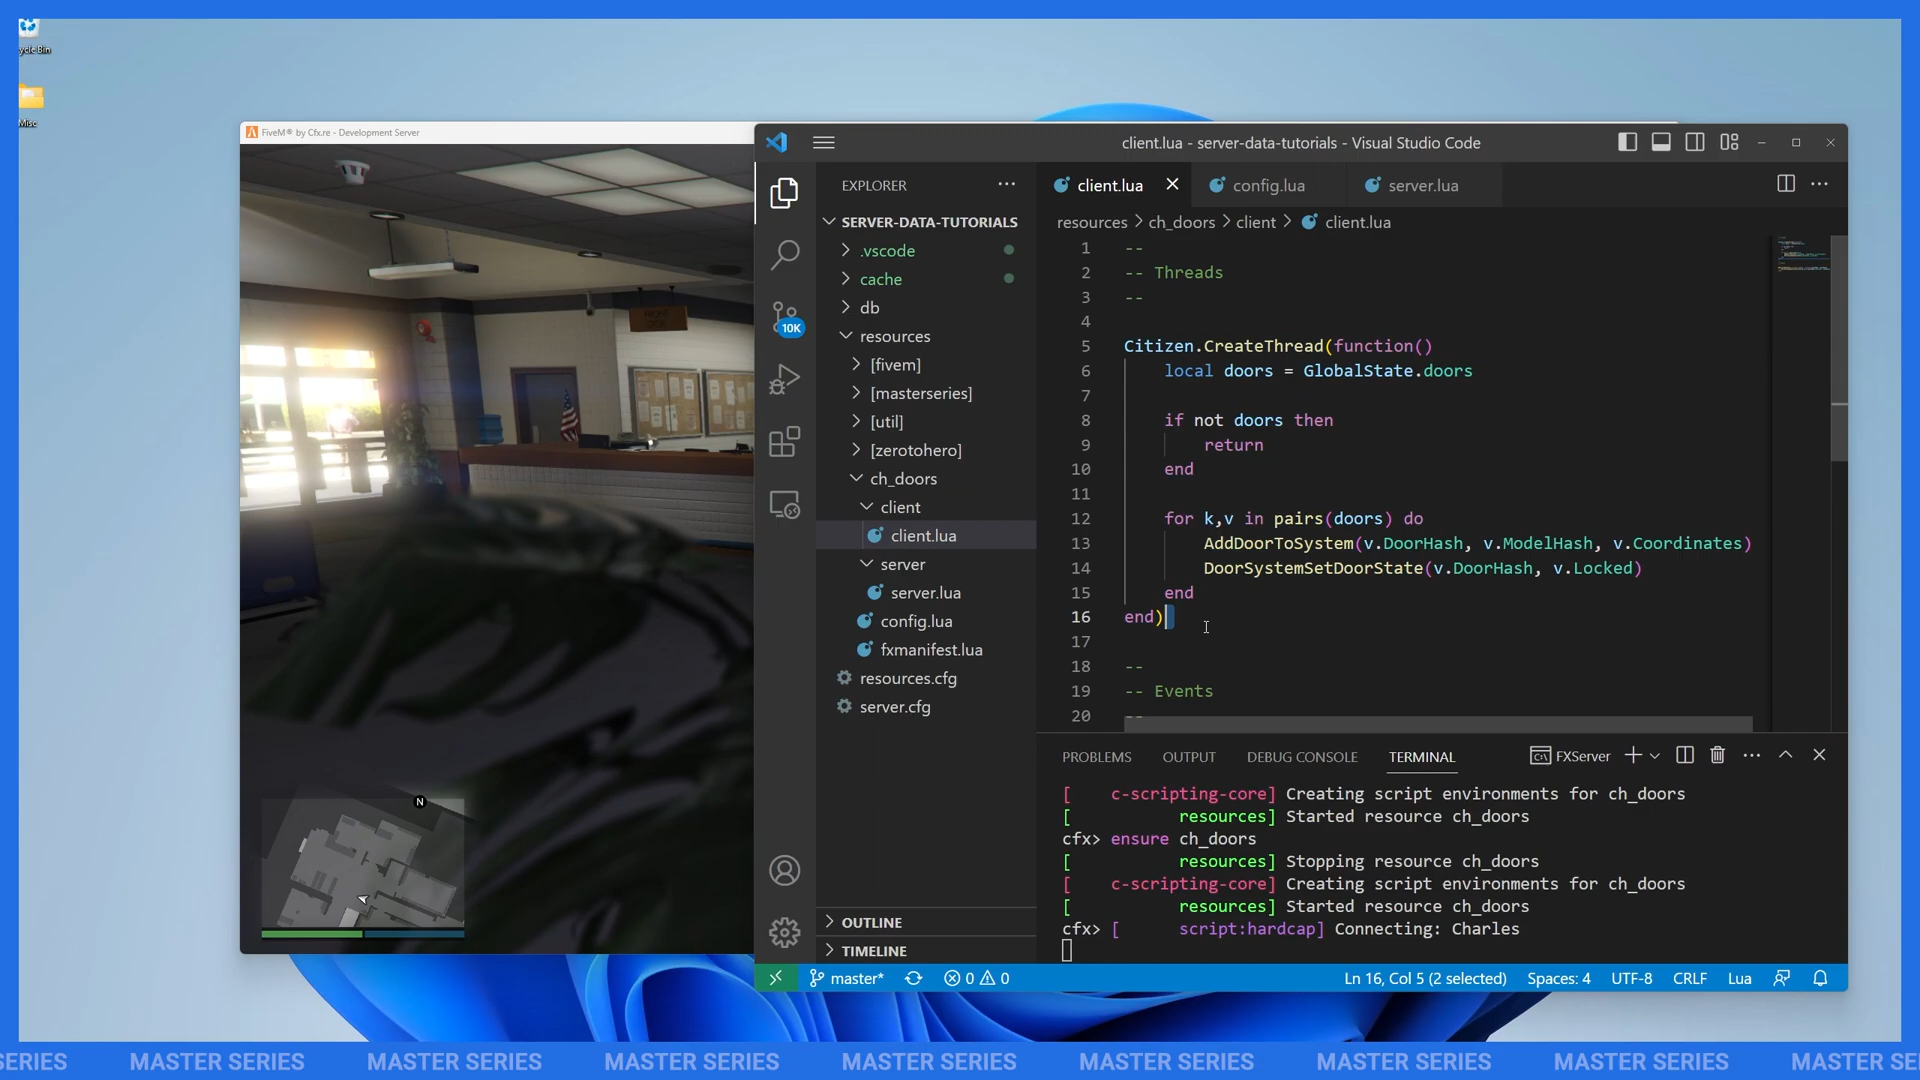 ycle Bin
Misc
FiveM® by Cfx.re - Development Server
N
client.lua - server-data-tutorials - Visual Studio Code
EXPLORER
SERVER-DATA-TUTORIALS
.vscode
cache
db
resources
[fivem]
[masterseries]
[util]
[zerotohero]
ch_doors
client
client.lua
server
server.lua
config.lua
fxmanifest.lua
resources.cfg
server.cfg
OUTLINE
TIMELINE
10K
client.lua config.lua server.lua
resources > ch_doors > client > client.lua
1 --
2 -- Threads
3 --
4
5 Citizen.CreateThread(function()
6 local doors = GlobalState.doors
7
8 if not doors then
9 return
10 end
11
12 for k,v in pairs(doors) do
13 AddDoorToSystem(v.DoorHash, v.ModelHash, v.Coordinates)
14 DoorSystemSetDoorState(v.DoorHash, v.Locked)
15 end
16 end)
17
18 --
19 -- Events
20 --
PROBLEMS OUTPUT DEBUG CONSOLE TERMINAL FXServer
[ c-scripting-core] Creating script environments for ch_doors
[ resources] Started resource ch_doors
cfx> ensure ch_doors
[ resources] Stopping resource ch_doors
[ c-scripting-core] Creating script environments for ch_doors
[ resources] Started resource ch_doors
cfx> [ script:hardcap] Connecting: Charles
master* 0 0 Ln 16, Col 5 (2 selected) Spaces: 4 UTF-8 CRLF Lua
SERIES MASTER SERIES MASTER SERIES MASTER SERIES MASTER SERIES MASTER SERIES MASTER SERIES MASTER SERIES MASTER SE